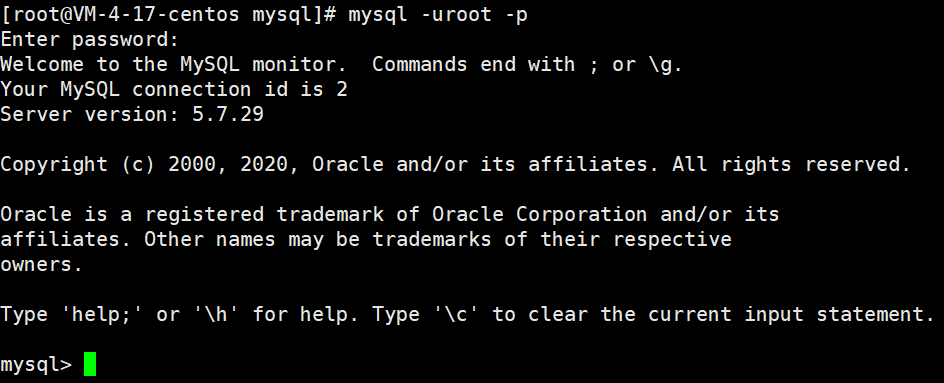 [root@VM-4-17-centos mysql]# mysql -uroot -p
Enter password:
Welcome to the MySQL monitor.  Commands end with ; or \g.
Your MySQL connection id is 2
Server version: 5.7.29
Copyright (c) 2000, 2020, Oracle and/or its affiliates. All rights reserved.
Oracle is a registered trademark of Oracle Corporation and/or its
affiliates. Other names may be trademarks of their respective
owners.
Type 'help;' or '\h' for help. Type '\c' to clear the current input statement.
mysql>